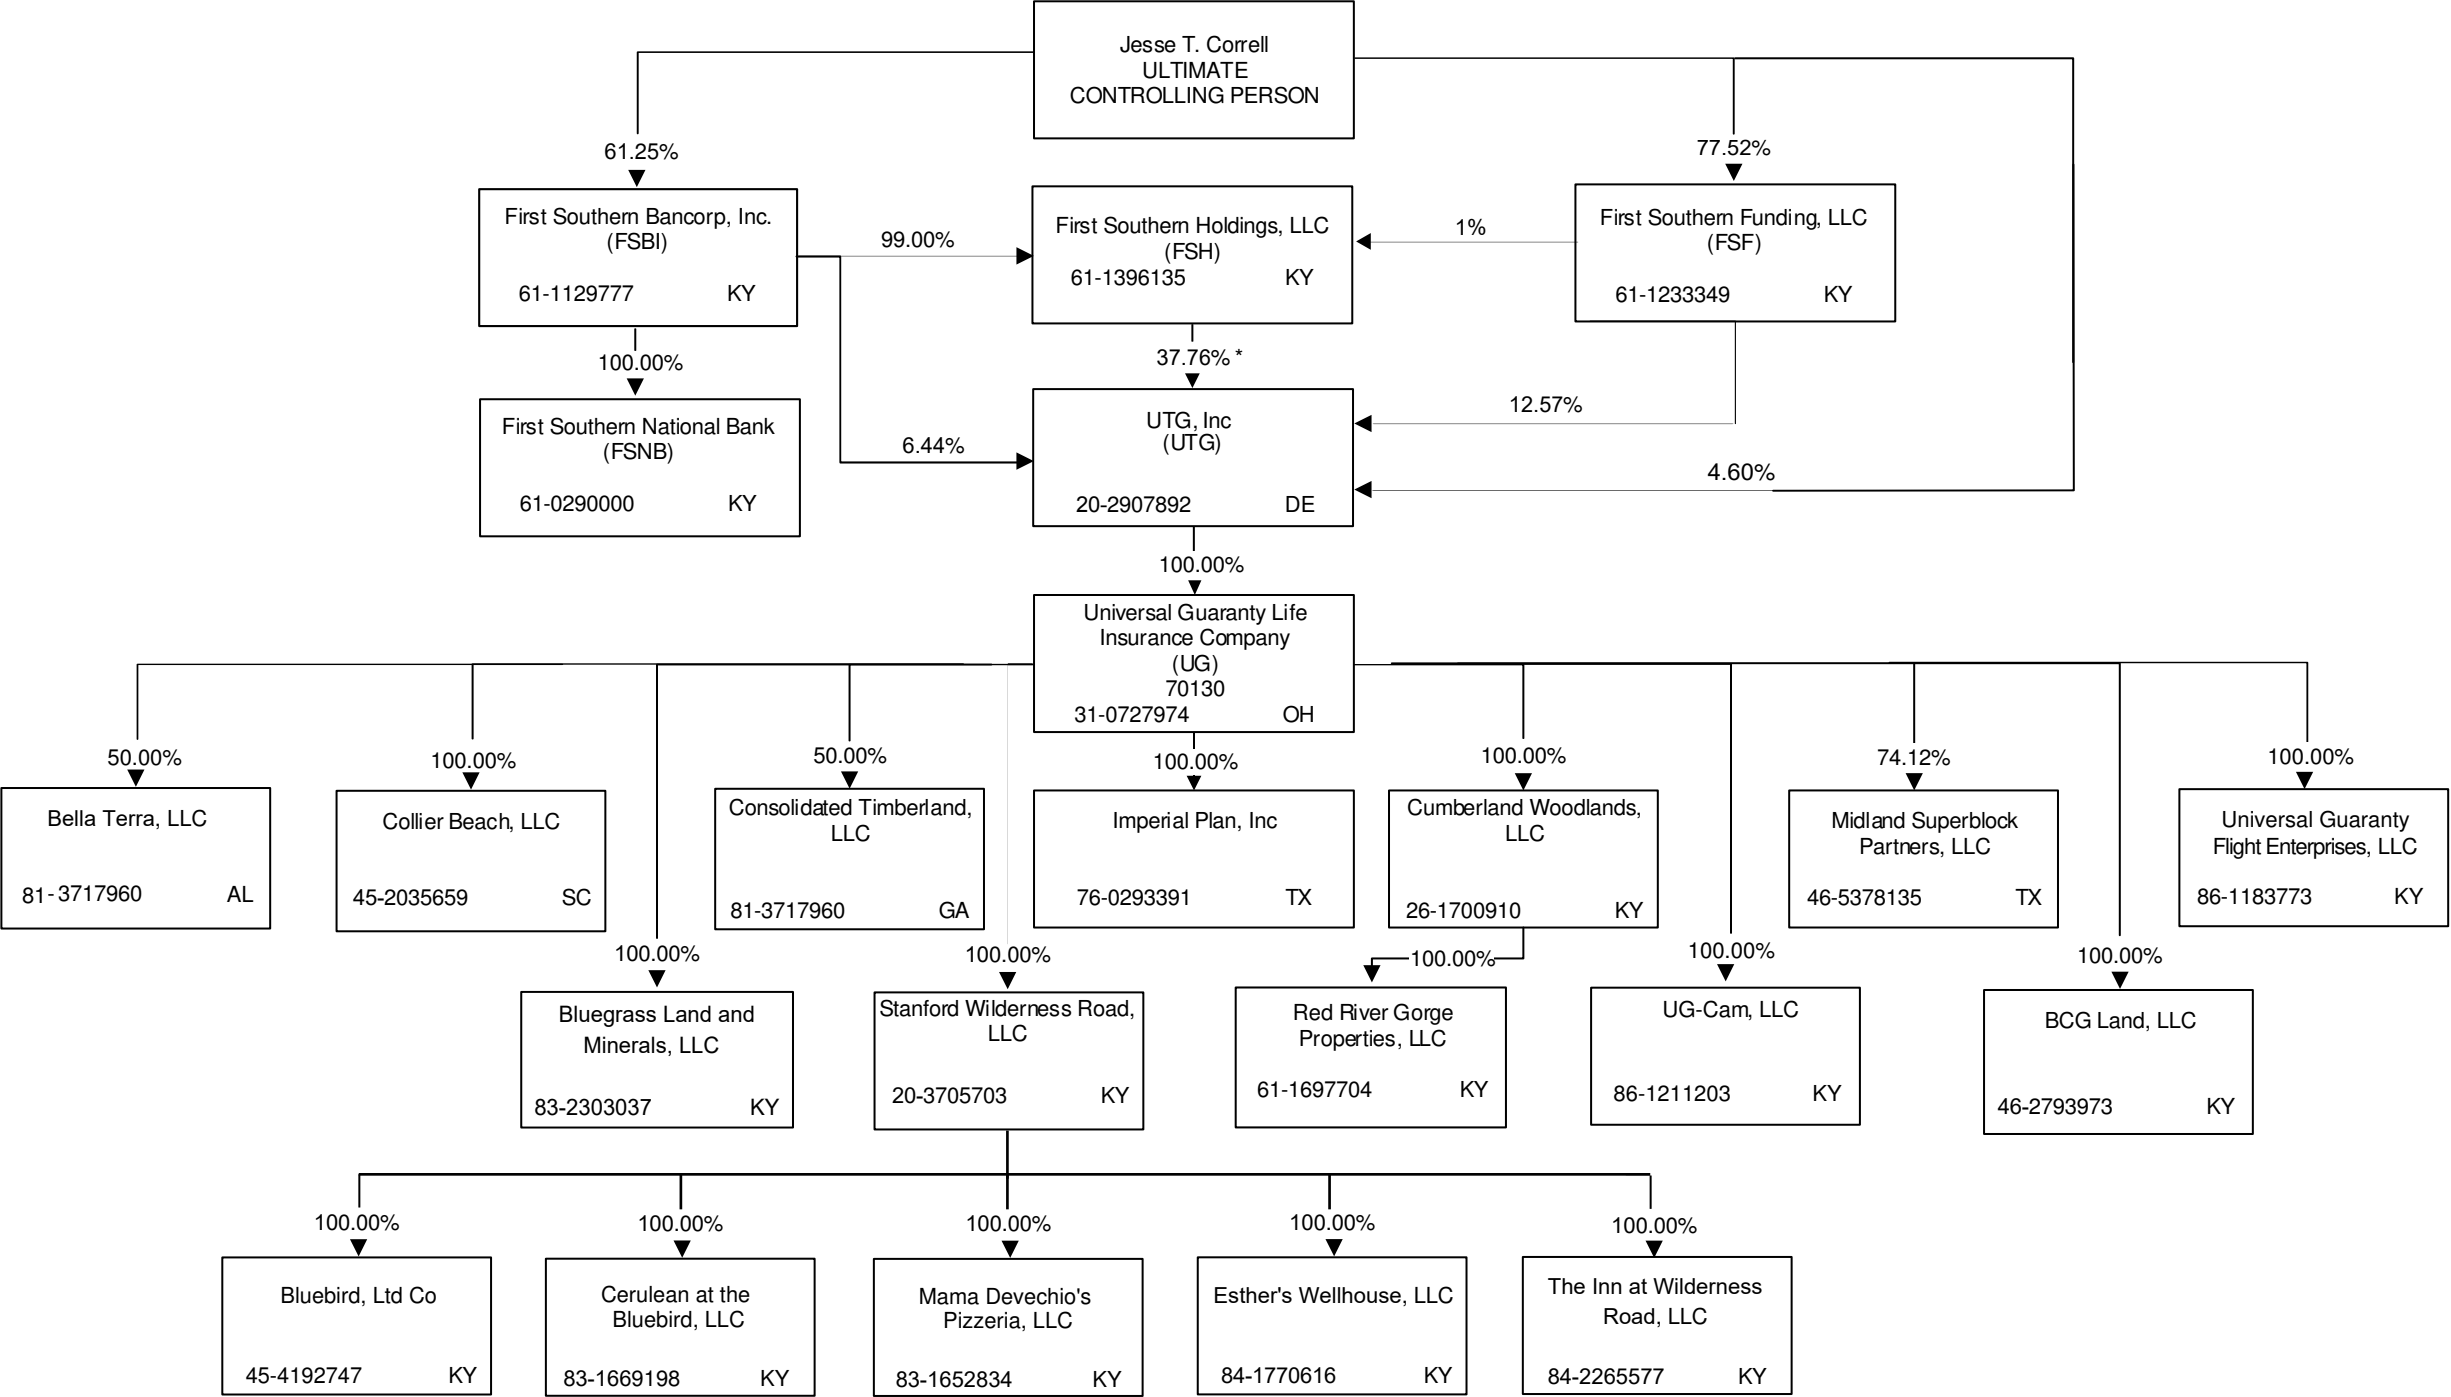 Jesse T. Correll
ULTIMATE
CONTROLLING PERSON
61.25%
77.52%
First Southern Bancorp, Inc.
(FSBI)
61-1129777 KY
99.00%
First Southern Holdings, LLC
(FSH)
61-1396135 KY
1%
First Southern Funding, LLC
(FSF)
61-1233349 KY
100.00%
37.76% *
First Southern National Bank
(FSNB)
61-0290000 KY
6.44%
UTG, Inc
(UTG)
20-2907892 DE
12.57%
4.60%
100.00%
Universal Guaranty Life
Insurance Company
(UG)
70130
31-0727974 OH
50.00%
100.00%
50.00%
100.00%
100.00%
74.12%
100.00%
Bella Terra, LLC
81-3717960 AL
Collier Beach, LLC
45-2035659 SC
Consolidated Timberland,
LLC
81-3717960 GA
Imperial Plan, Inc
76-0293391 TX
Cumberland Woodlands,
LLC
26-1700910 KY
Midland Superblock
Partners, LLC
46-5378135 TX
Universal Guaranty
Flight Enterprises, LLC
86-1183773 KY
100.00%
100.00%
100.00%
100.00%
100.00%
Bluegrass Land and
Minerals, LLC
83-2303037 KY
Stanford Wilderness Road,
LLC
20-3705703 KY
Red River Gorge
Properties, LLC
61-1697704 KY
UG-Cam, LLC
86-1211203 KY
BCG Land, LLC
46-2793973 KY
100.00%
100.00%
100.00%
100.00%
100.00%
Bluebird, Ltd Co
45-4192747 KY
Cerulean at the
Bluebird, LLC
83-1669198 KY
Mama Devechio's
Pizzeria, LLC
83-1652834 KY
Esther's Wellhouse, LLC
84-1770616 KY
The Inn at Wilderness
Road, LLC
84-2265577 KY